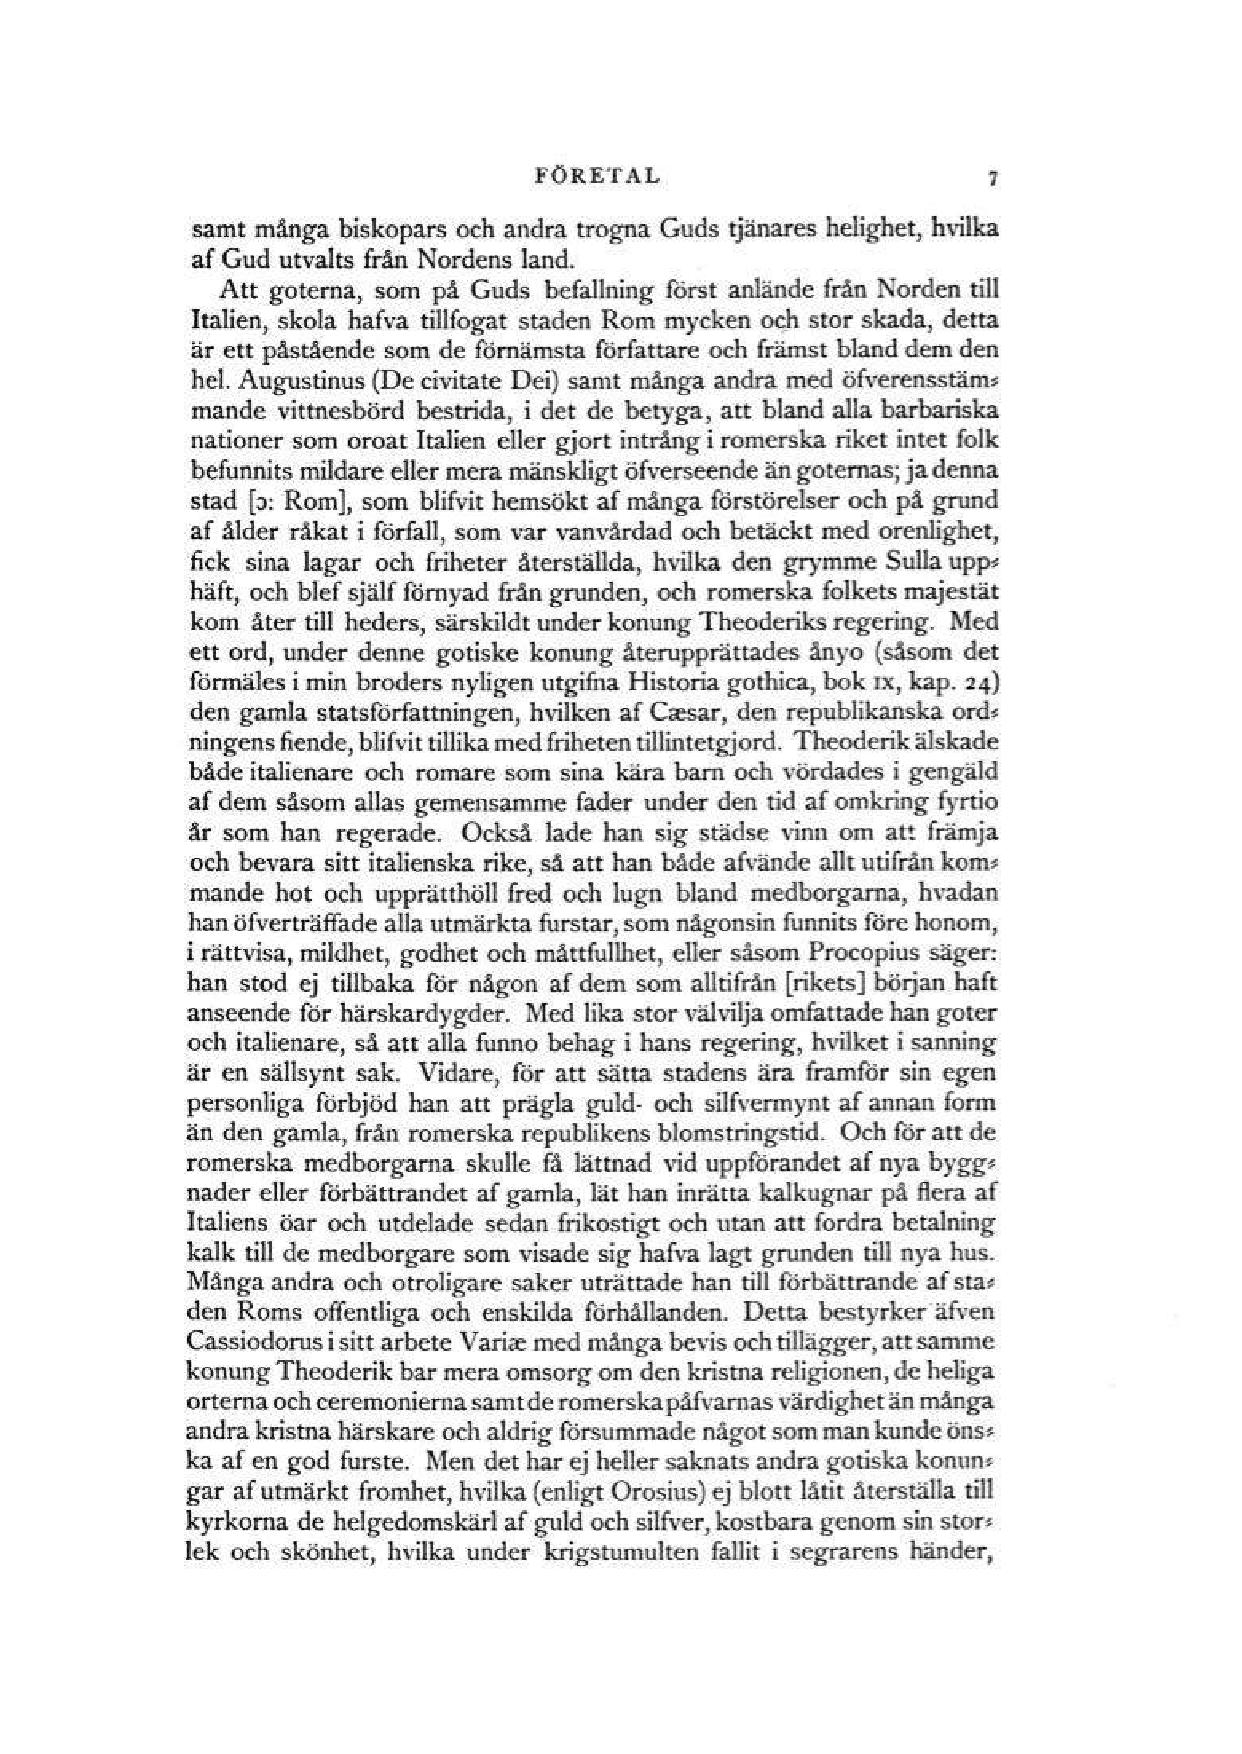 FÖRETAL 7
samt många biskopars och andra trogna Guds tjänares helighet, hvilka
af Gud utvalts från Nordens land.
Att goterna, som på Guds befallning först anlände från Norden till
Italien, skola hafva tillfogat staden Rom mycken och stor skada, detta
är ett påstående som de förnämsta författare och främst bland dem den
hel. Augustinus (De civitate Dei) samt många andra med öfverensstäm-
mande vittnesbörd bestrida, i det de betyga, att bland alla barbariska
nationer som oroat Italien eller gjort intrång i romerska riket intet folk
befunnits mildare eller mera mänskligt öfverseende än goternas; ja denna
stad [ɔ: Rom], som blifvit hemsökt af många förstörelser och på grund
af ålder råkat i förfall, som var vanvårdad och betäckt med orenlighet,
fick sina lagar och friheter återställda, hvilka den grymme Sulla upp-
häft, och blef själf förnyad från grunden, och romerska folkets majestät
kom åter till heders, särskildt under konung Theoderiks regering. Med
ett ord, under denne gotiske konung återupprättades ånyo (såsom det
förmäles i min broders nyligen utgifna Historia gothica, bok IX, kap. 24)
den gamla statsförfattningen, hvilken af Cæsar, den republikanska ord-
ningens fiende, blifvit tillika med friheten tillintetgjord. Theoderik älskade
både italienare och romare som sina kära barn och vördades i gengäld
af dem såsom allas gemensamme fader under den tid af omkring fyrtio
år som han regerade. Också lade han sig städse vinn om att främja
och bevara sitt italienska rike, så att han både afvände allt utifrån kom-
mande hot och upprätthöll fred och lugn bland medborgarna, hvadan
han öfverträffade alla utmärkta furstar, som någonsin funnits före honom,
i rättvisa, mildhet, godhet och måttfullhet, eller såsom Procopius säger:
han stod ej tillbaka för någon af dem som alltifrån [rikets] början haft
anseende för härskardygder. Med lika stor välvilja omfattade han goter
och italienare, så att alla funno behag i hans regering, hvilket i sanning
är en sällsynt sak. Vidare, för att sätta stadens ära framför sin egen
personliga förbjöd han att prägla guld- och silfvermynt af annan form
än den gamla, från romerska republikens blomstringstid. Och för att de
romerska medborgarna skulle få lättnad vid uppförandet af nya bygg-
nader eller förbättrandet af gamla, lät han inrätta kalkugnar på flera af
Italiens öar och utdelade sedan frikostigt och utan att fordra betalning
kalk till de medborgare som visade sig hafva lagt grunden till nya hus.
Många andra och otroligare saker uträttade han till förbättrande af sta-
den Roms offentliga och enskilda förhållanden. Detta bestyrker äfven
Cassiodorus i sitt arbete Variæ med många bevis och tillägger, att samme
konung Theoderik bar mera omsorg om den kristna religionen, de heliga
orterna och ceremonierna samt de romerska påfvarnas värdighet än många
andra kristna härskare och aldrig försummade något som man kunde öns-
ka af en god furste. Men det har ej heller saknats andra gotiska konun-
gar af utmärkt fromhet, hvilka (enligt Orosius) ej blott låtit återställa till
kyrkorna de helgedomskärl af guld och silfver, kostbara genom sin stor-
lek och skönhet, hvilka under krigstumulten fallit i segrarens händer,